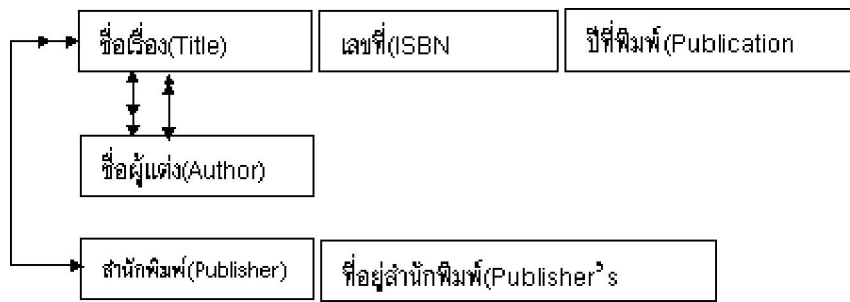 ชื่อเรื่อง(Title)
เลขที่(ISBN
ปีที่พิมพ์(Publication
ชื่อผู้แต่ง(Author)
สำนักพิมพ์(Publisher)
ที่อยู่สำนักพิมพ์(Publisher's